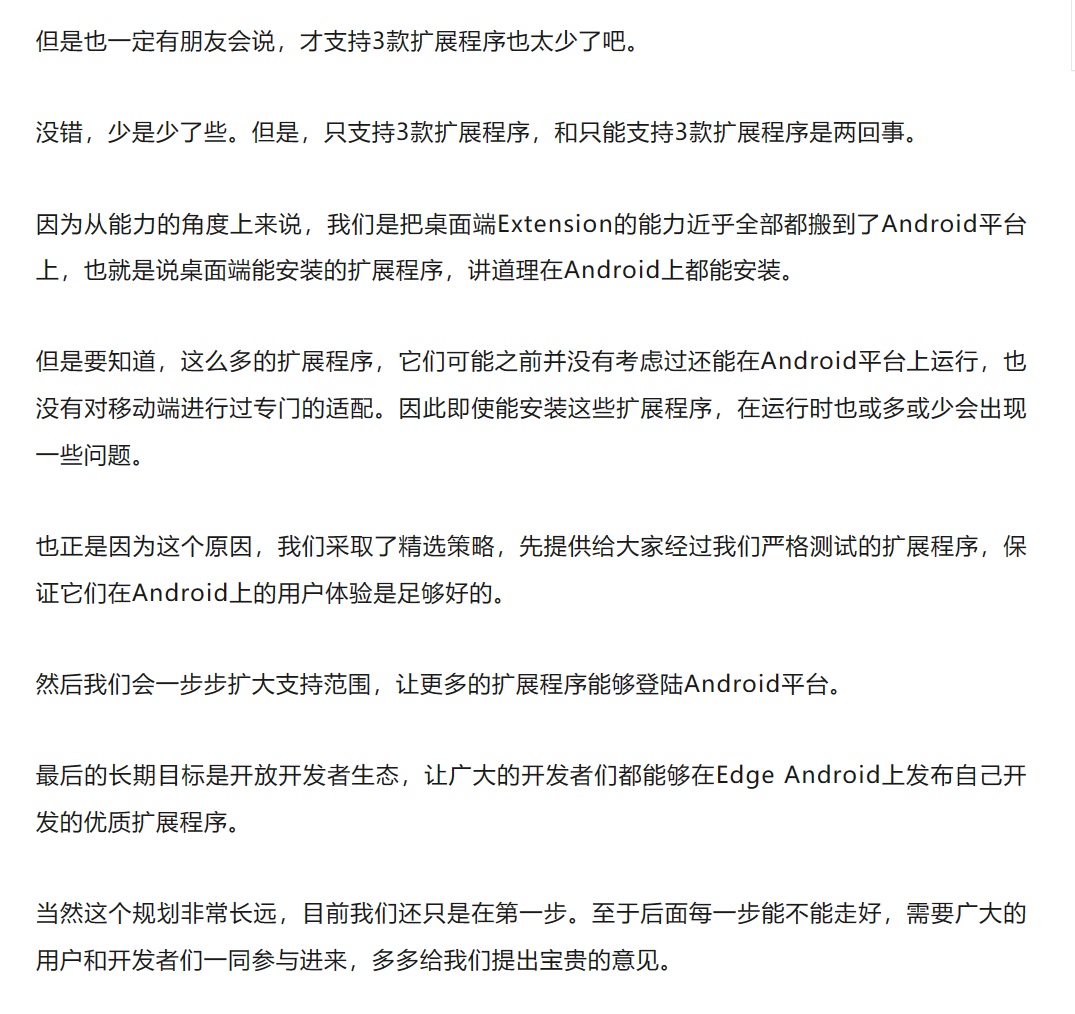 但是也一定有朋友会说，才支持3款扩展程序也太少了吧。
没错，少是少了些。但是，只支持3款扩展程序，和只能支持3款扩展程序是两回事。
因为从能力的角度上来说，我们是把桌面端Extension的能力近乎全部都搬到了Android平台
上，也就是说桌面端能安装的扩展程序，讲道理在Android上都能安装。
但是要知道，这么多的扩展程序，它们可能之前并没有考虑过还能在Android平台上运行，也
没有对移动端进行过专门的适配。因此即使能安装这些扩展程序，在运行时也或多或少会出现
一些问题。
也正是因为这个原因，我们采取了精选策略，先提供给大家经过我们严格测试的扩展程序，保
证它们在Android上的用户体验是足够好的。
然后我们会一步步扩大支持范围，让更多的扩展程序能够登陆Android平台。
最后的长期目标是开放开发者生态，让广大的开发者们都能够在Edge Android上发布自己开
发的优质扩展程序。
当然这个规划非常长远，目前我们还只是在第一步。至于后面每一步能不能走好，需要广大的
用户和开发者们一同参与进来，多多给我们提出宝贵的意见。